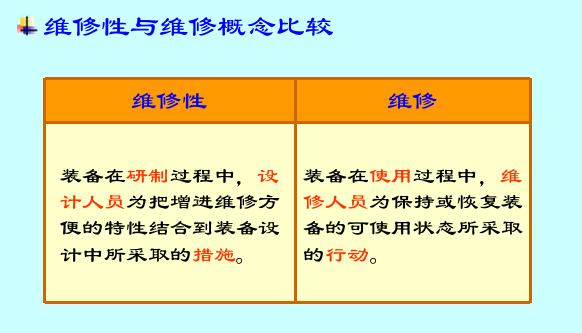 维修性与维修概念比较
维修性
维修
装备在研制过程中，设
计人员为把增进维修方
便的特性结合到装备设
计中所采取的措施。
装备在使用过程中，维
修人员为保持或恢复装
备的可使用状态所采取
的行动。